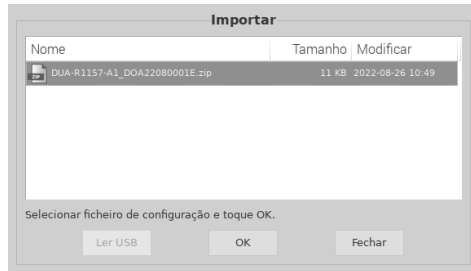 Importar
Nome Tamanho Modificar
DUA-R1157-A1_DOA22080001E.zip 11 KB 2022-08-26 10:49
Selecionar ficheiro de configuração e toque OK.
Ler USB OK Fechar